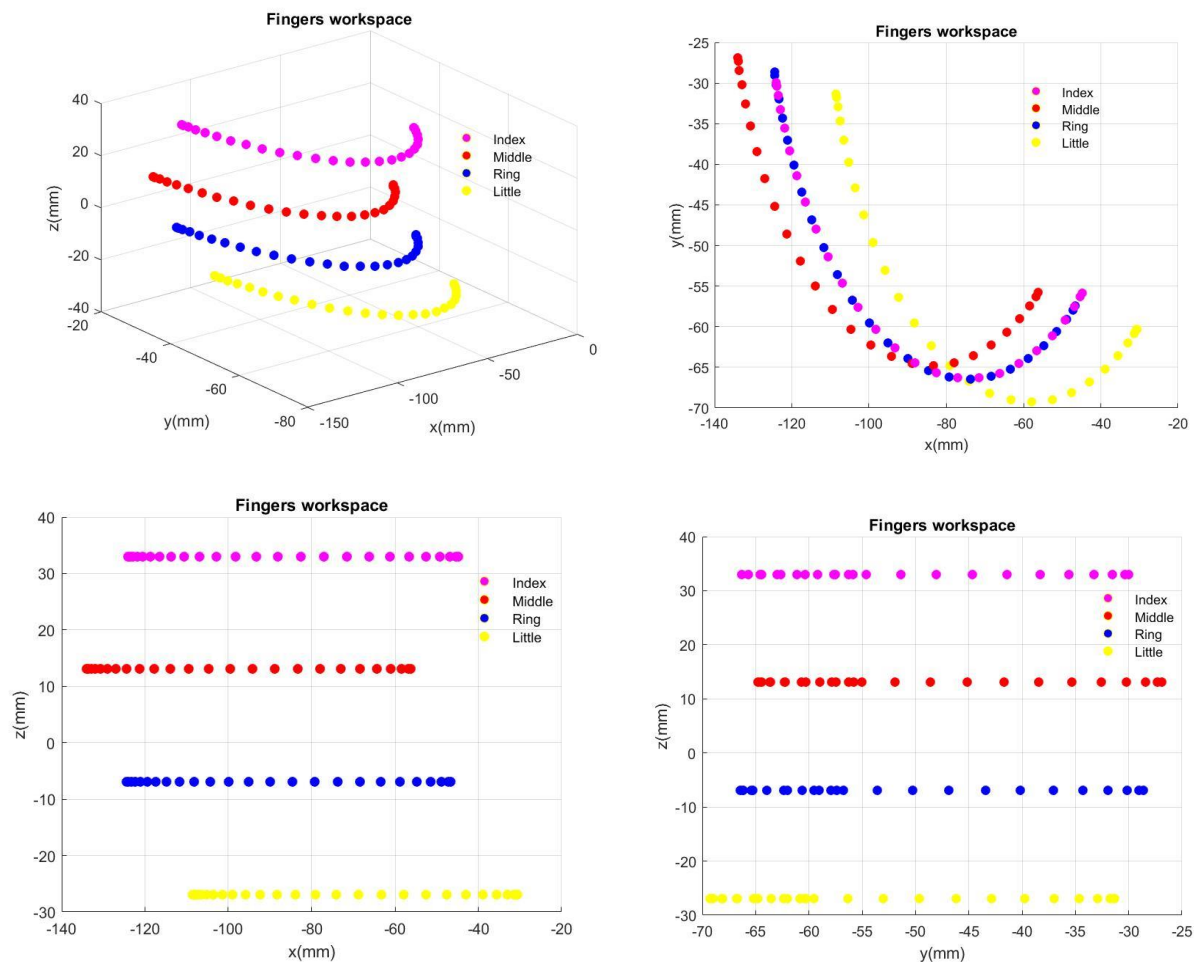 Fingers workspace
40
20
0
-20
-40
z(mm)
-20
-40
-60
-80
y(mm)
-150
-100
-50
0
x(mm)
Index
Middle
Ring
Little
Fingers workspace
-25
-30
-35
-40
-45
-50
-55
-60
-65
-70
y(mm)
-140
-120
-100
-80
-60
-40
-20
x(mm)
Index
Middle
Ring
Little
Fingers workspace
40
30
20
10
0
-10
-20
-30
z(mm)
-140
-120
-100
-80
-60
-40
-20
x(mm)
Index
Middle
Ring
Little
Fingers workspace
40
30
20
10
0
-10
-20
-30
z(mm)
-70
-65
-60
-55
-50
-45
-40
-35
-30
-25
y(mm)
Index
Middle
Ring
Little